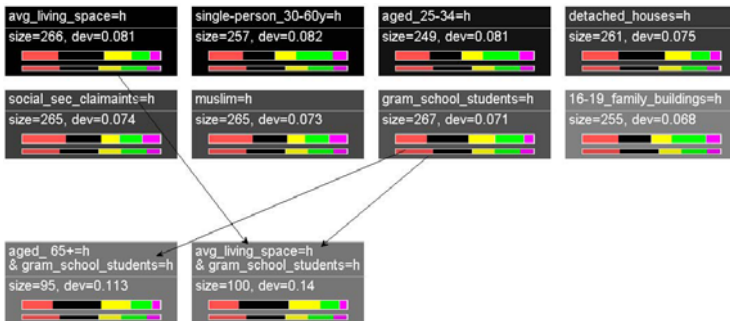 avg_living_space=h
size=266, dev=0.081
single-person_30-60y=h
size=257, dev=0.082
aged_25-34=h
size=249, dev=0.081
detached_houses=h
size=261, dev=0.075
social_sec_claimaints=h
size=265, dev=0.074
muslim=h
size=265, dev=0.073
gram_school_students=h
size=267, dev=0.071
16-19_family_buildings=h
size=255, dev=0.068
aged_ 65+=h
& gram_school_students=h
size=95, dev=0.113
avg_living_space=h
& gram_school_students=h
size=100, dev=0.14